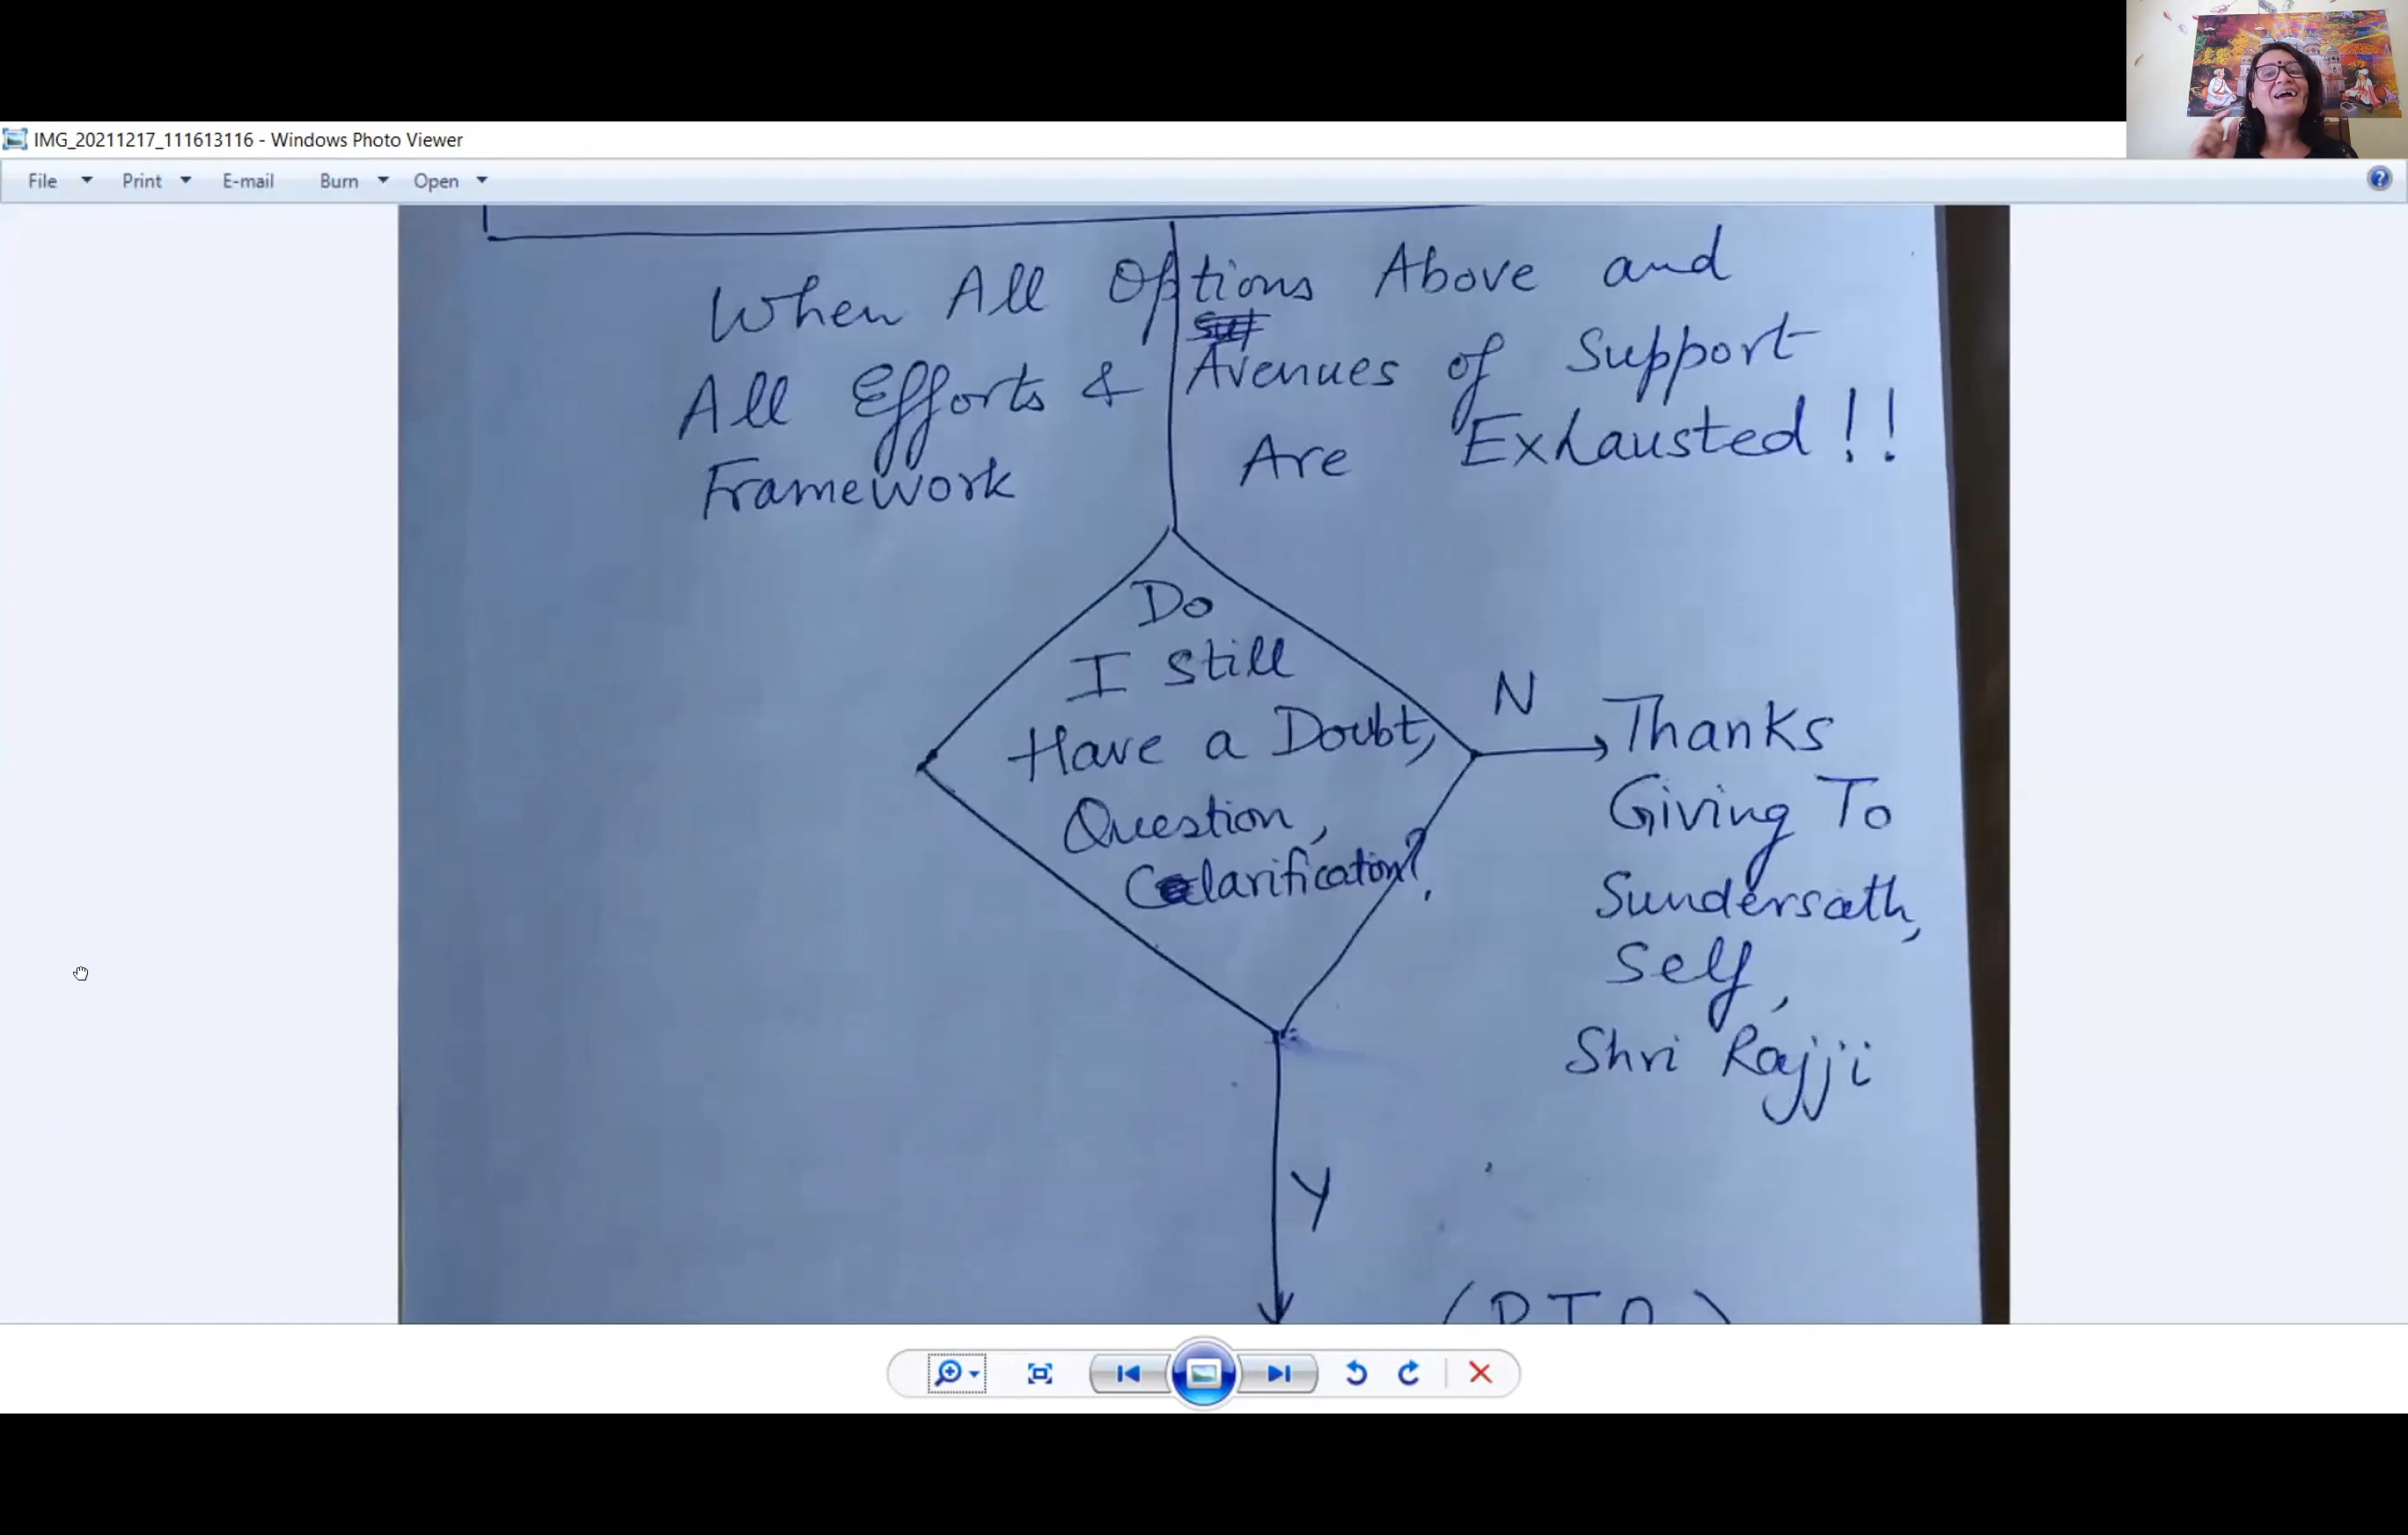 IMG_20211217_111613116 - Windows Photo Viewer
File Print E-mail Burn Open
When All Options Above and
All Efforts & Avenues of Support
Framework Are Exhausted!!
Do
I Still
Have a Doubt,
Question,
Clarification?
N
Thanks
Giving To
Sundersath,
Self,
Shri Rajji
Y
(PTO)